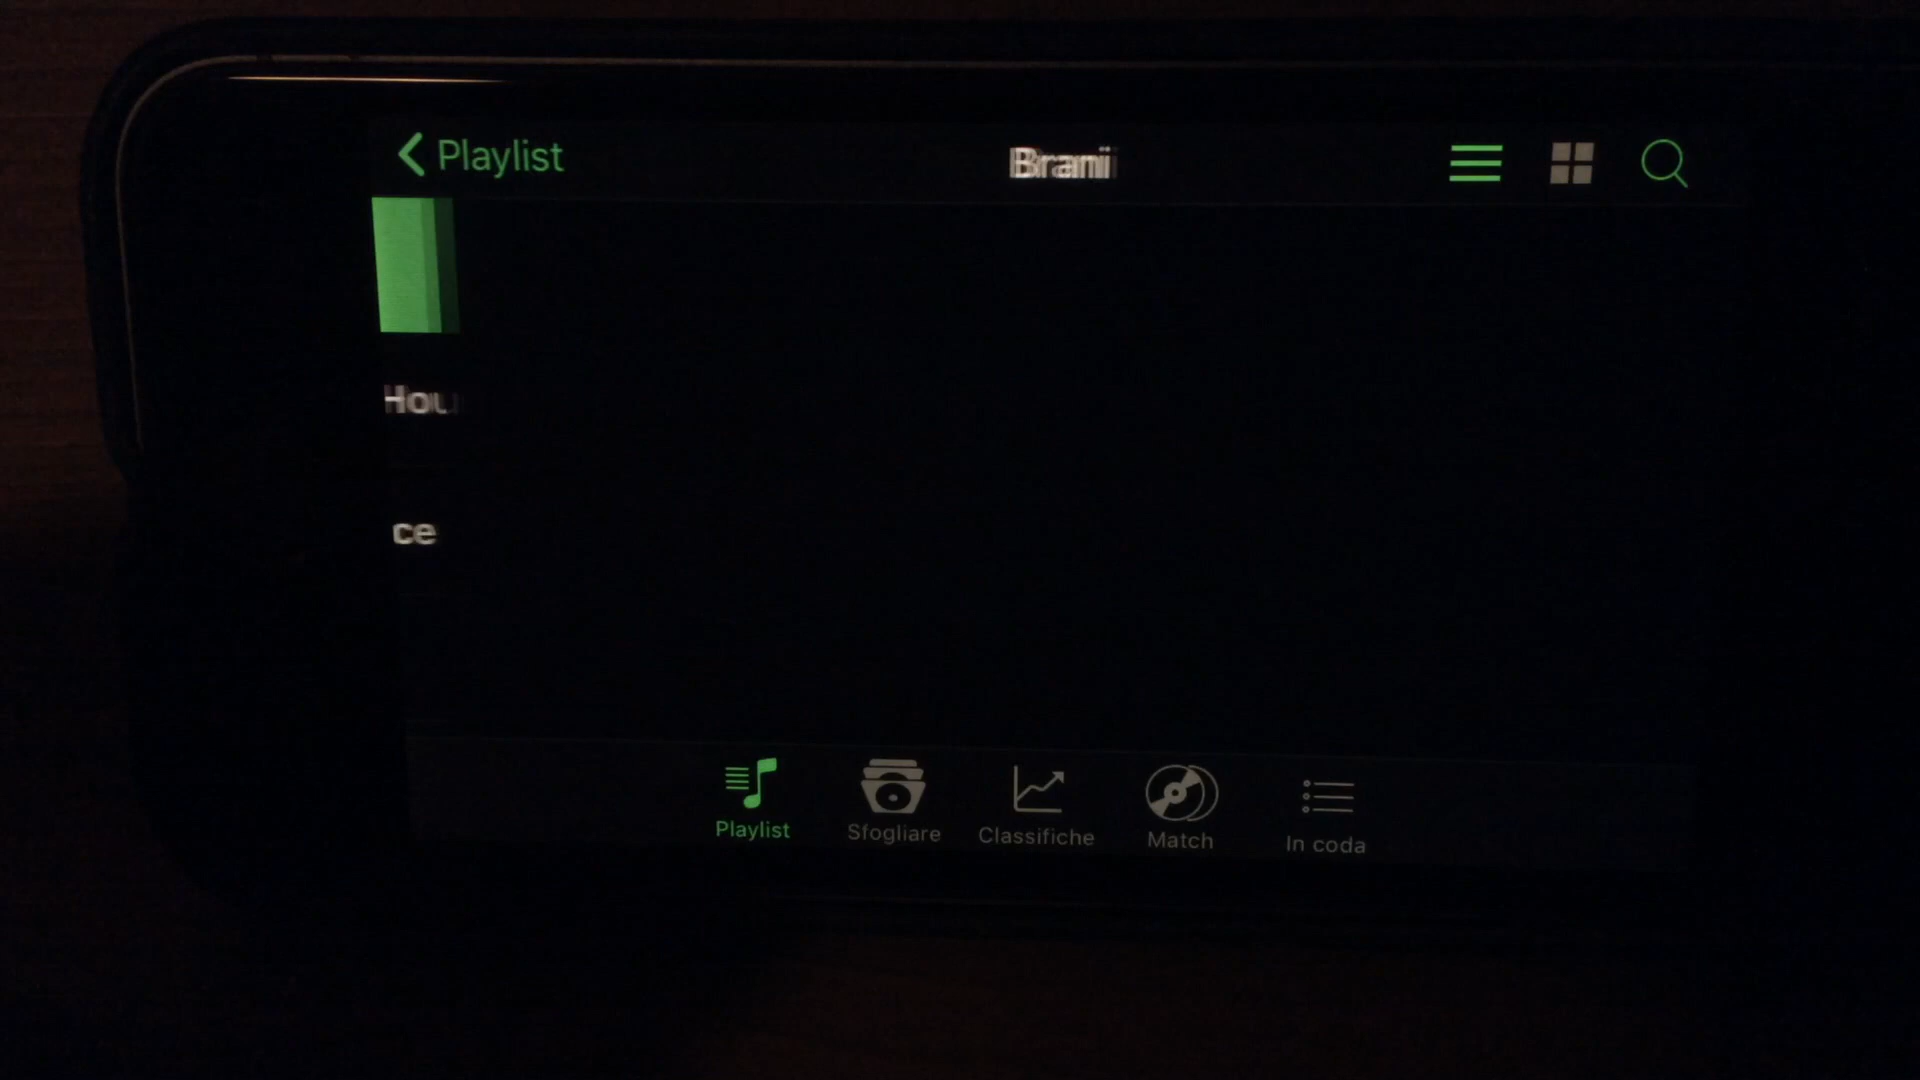 Playlist
Brani
Hou
ce
Playlist
Sfogliare
Classifiche
Match
In coda